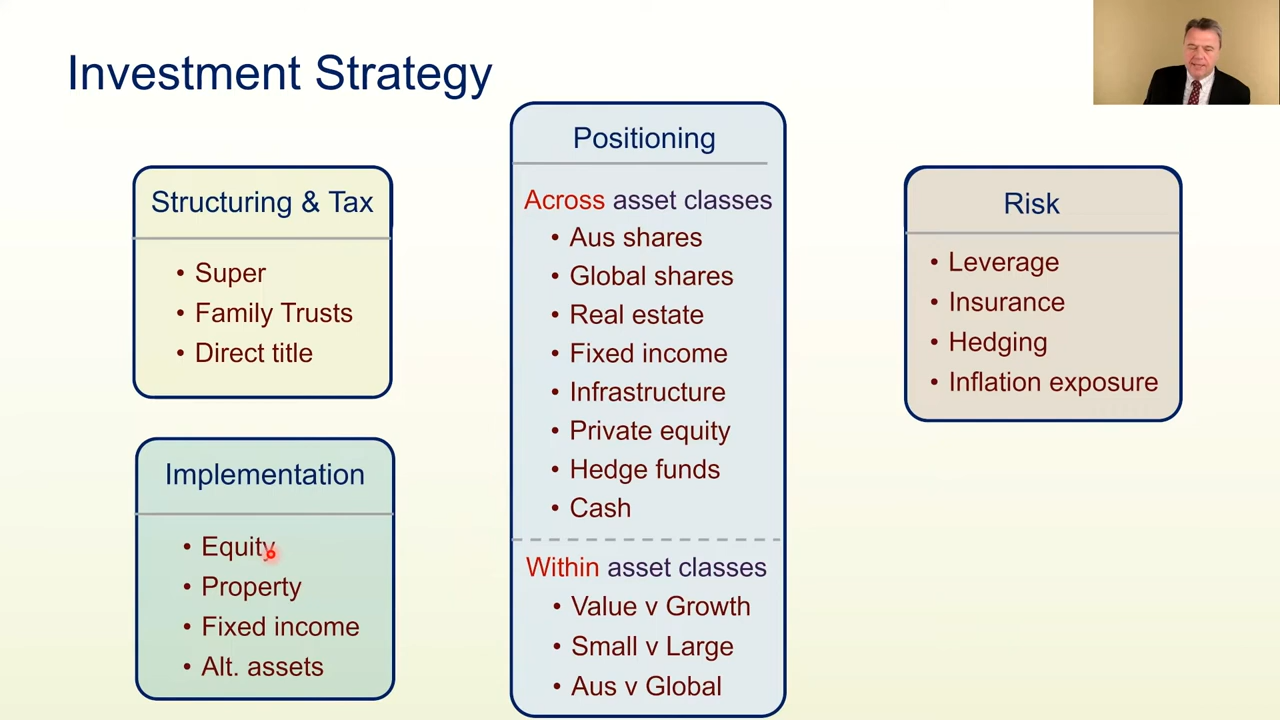 Investment Strategy
Structuring & Tax
• Super
• Family Trusts
• Direct title
Implementation
• Equity
• Property
• Fixed income
• Alt. assets
Positioning
Across asset classes
• Aus shares
• Global shares
• Real estate
• Fixed income
• Infrastructure
• Private equity
• Hedge funds
• Cash
Within asset classes
• Value v Growth
• Small v Large
• Aus v Global
Risk
• Leverage
• Insurance
• Hedging
• Inflation exposure